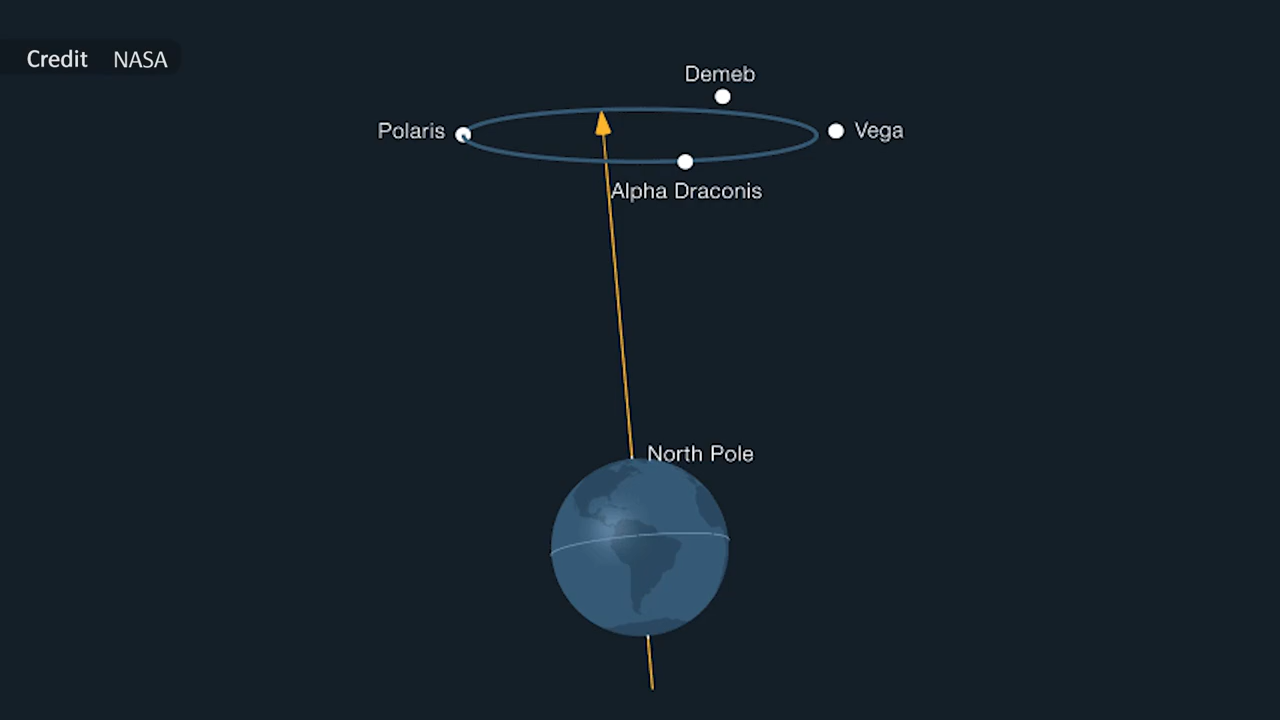 Credit NASA
Demeb
Polaris
Vega
Alpha Draconis
North Pole